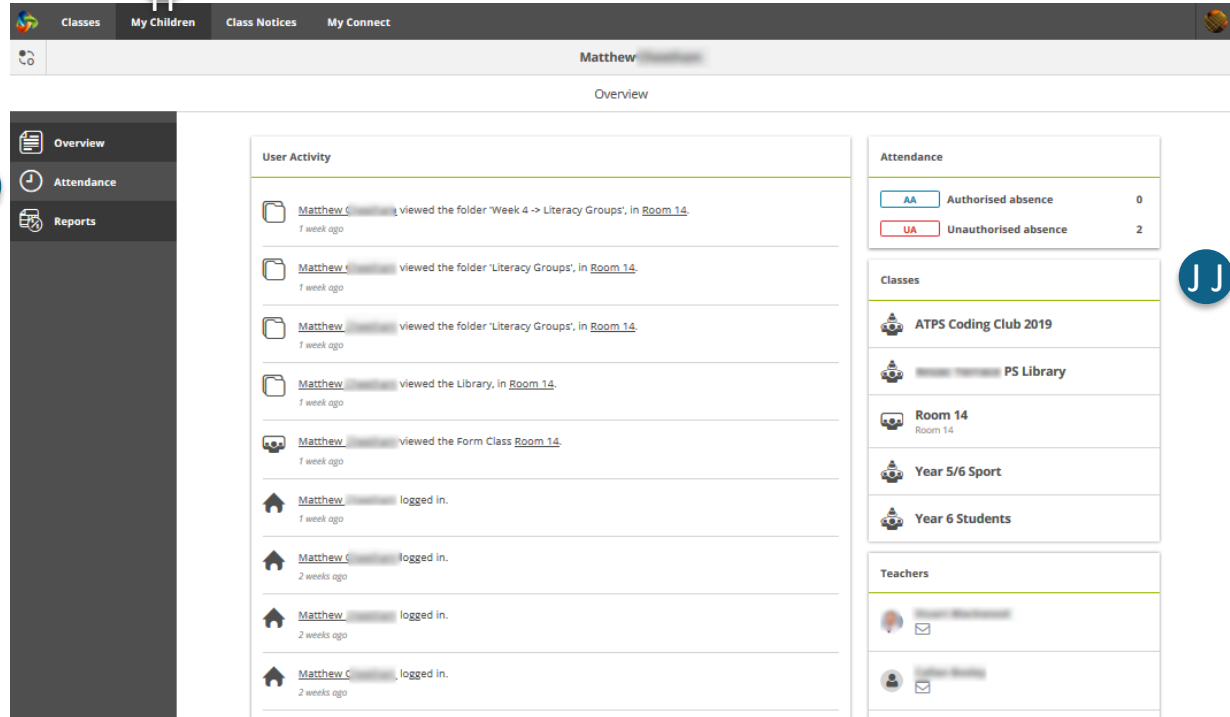 Classes My Children Class Notices My Connect
Matthew
Overview
Overview
Attendance
Reports
User Activity
Matthew viewed the folder 'Week 4 -> Literacy Groups', in Room 14.
1 week ago
Matthew viewed the folder 'Literacy Groups', in Room 14.
1 week ago
Matthew viewed the folder 'Literacy Groups', in Room 14.
1 week ago
Matthew viewed the Library, in Room 14.
1 week ago
Matthew viewed the Form Class Room 14.
1 week ago
Matthew logged in.
1 week ago
Matthew C logged in.
2 weeks ago
Matthew logged in.
2 weeks ago
Matthew C logged in.
2 weeks ago
Attendance
AA Authorised absence 0
UA Unauthorised absence 2
Classes
ATPS Coding Club 2019
PS Library
Room 14
Room 14
Year 5/6 Sport
Year 6 Students
Teachers
JJ